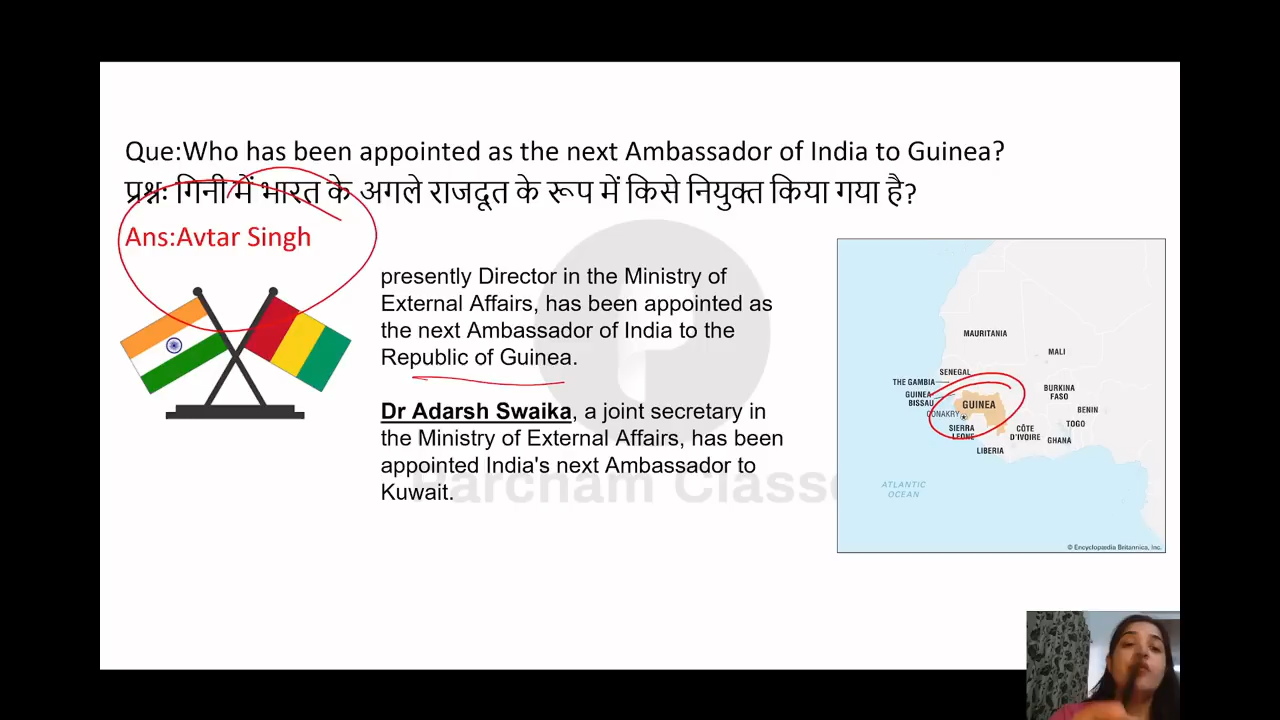 Que:Who has been appointed as the next Ambassador of India to Guinea?
प्रश्नः गिनी में भारत के अगले राजदूत के रूप में किसे नियुक्त किया गया है?
Ans:Avtar Singh
presently Director in the Ministry of
External Affairs, has been appointed as
the next Ambassador of India to the
Republic of Guinea.
Dr Adarsh Swaika, a joint secretary in
the Ministry of External Affairs, has been
appointed India's next Ambassador to
Kuwait.
Parcham Classes
MAURITANIA
MALI
SENEGAL
THE GAMBIA
GUINEA
BISSAU
BURKINA
FASO
GUINEA
CONAKRY
BENIN
TOGO
SIERRA
LEONE
CÔTE
D'IVOIRE
GHANA
LIBERIA
ATLANTIC
OCEAN
© Encyclopaedia Britannica, Inc.